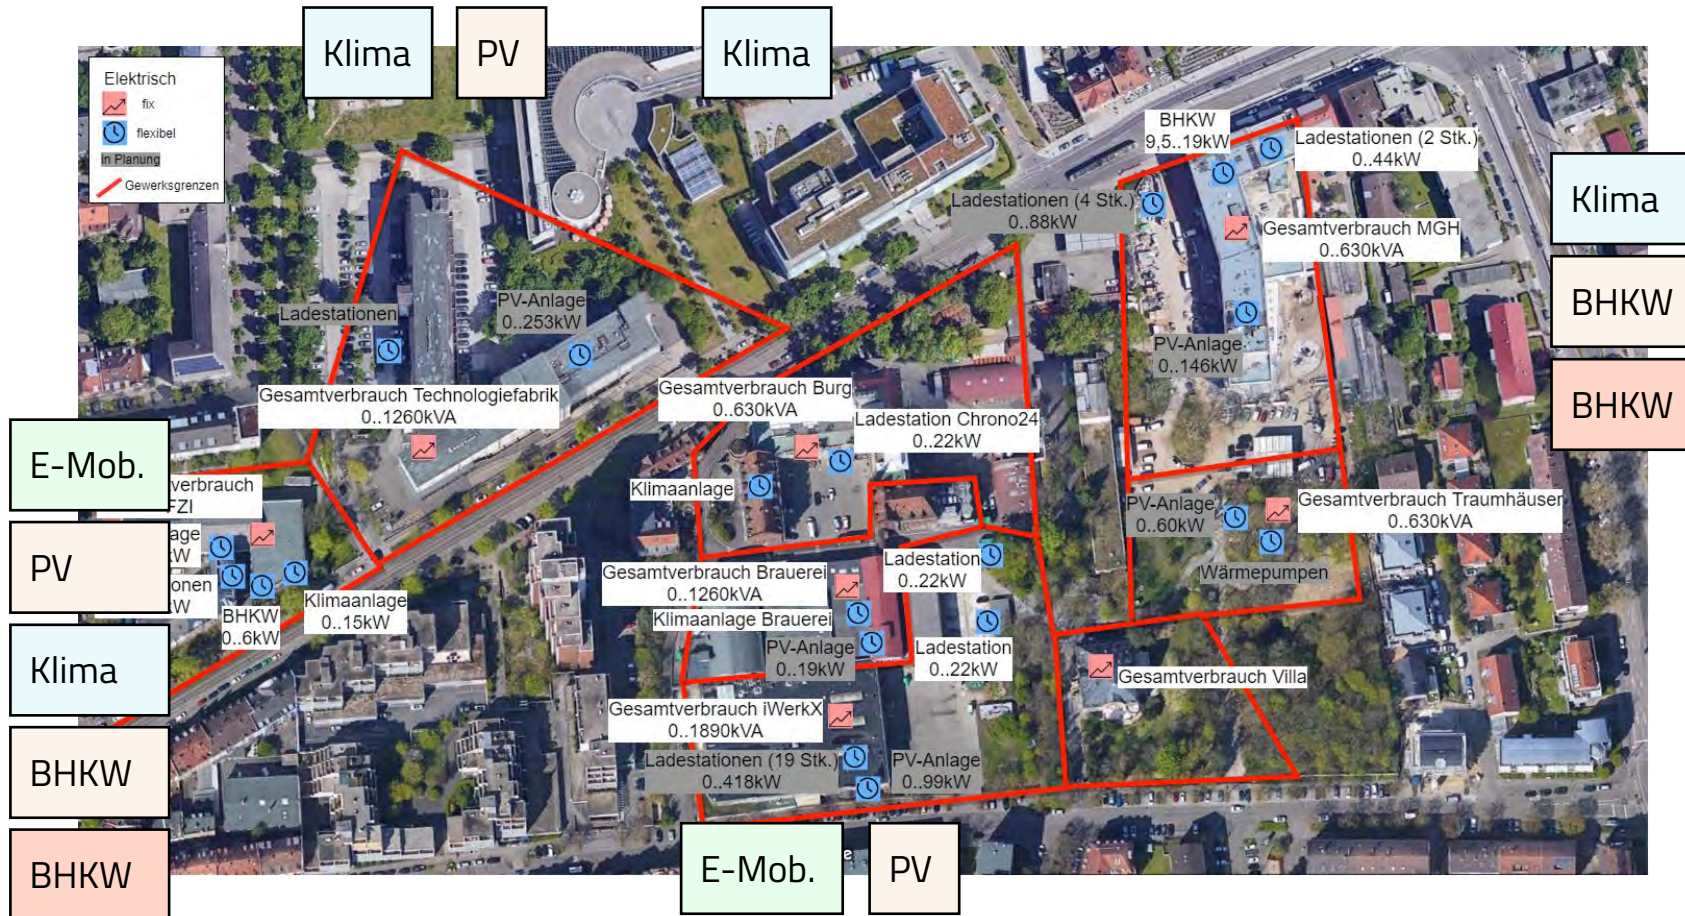 Klima
PV
Klima
Elektrisch
fix
flexibel
in Planung
Gewerksgrenzen
BHKW
9,5..19kW
Ladestationen (2 Stk.)
0..44kW
Klima
BHKW
BHKW
Ladestationen (4 Stk.)
0..88kW
Gesamtverbrauch MGH
0..630kVA
Ladestationen
PV-Anlage
0..253kW
PV-Anlage
0..146kW
Gesamtverbrauch Technologiefabrik
0..1260kVA
Gesamtverbrauch Burg
0..630kVA
Ladestation Chrono24
0..22kW
Klimaanlage
E-Mob.
PV
Klima
BHKW
BHKW
verbrauch
FZI
age
kW
onen
kW
BHKW
0..6kW
Klimaanlage
0..15kW
PV-Anlage
0..60kW
Gesamtverbrauch Traumhäuser
0..630kVA
Wärmepumpen
Gesamtverbrauch Brauerei
0..1260kVA
Klimaanlage Brauerei
PV-Anlage
0..19kW
Ladestation
0..22kW
Ladestation
0..22kW
Gesamtverbrauch Villa
Gesamtverbrauch iWerkX
0..1890kVA
Ladestationen (19 Stk.)
0..418kW
PV-Anlage
0..99kW
E-Mob.
e
PV